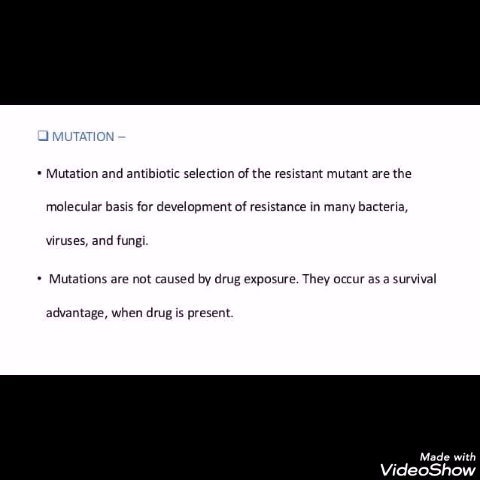 ❑ MUTATION –
• Mutation and antibiotic selection of the resistant mutant are the
molecular basis for development of resistance in many bacteria,
viruses, and fungi.
• Mutations are not caused by drug exposure. They occur as a survival
advantage, when drug is present.
Made with
VideoShow